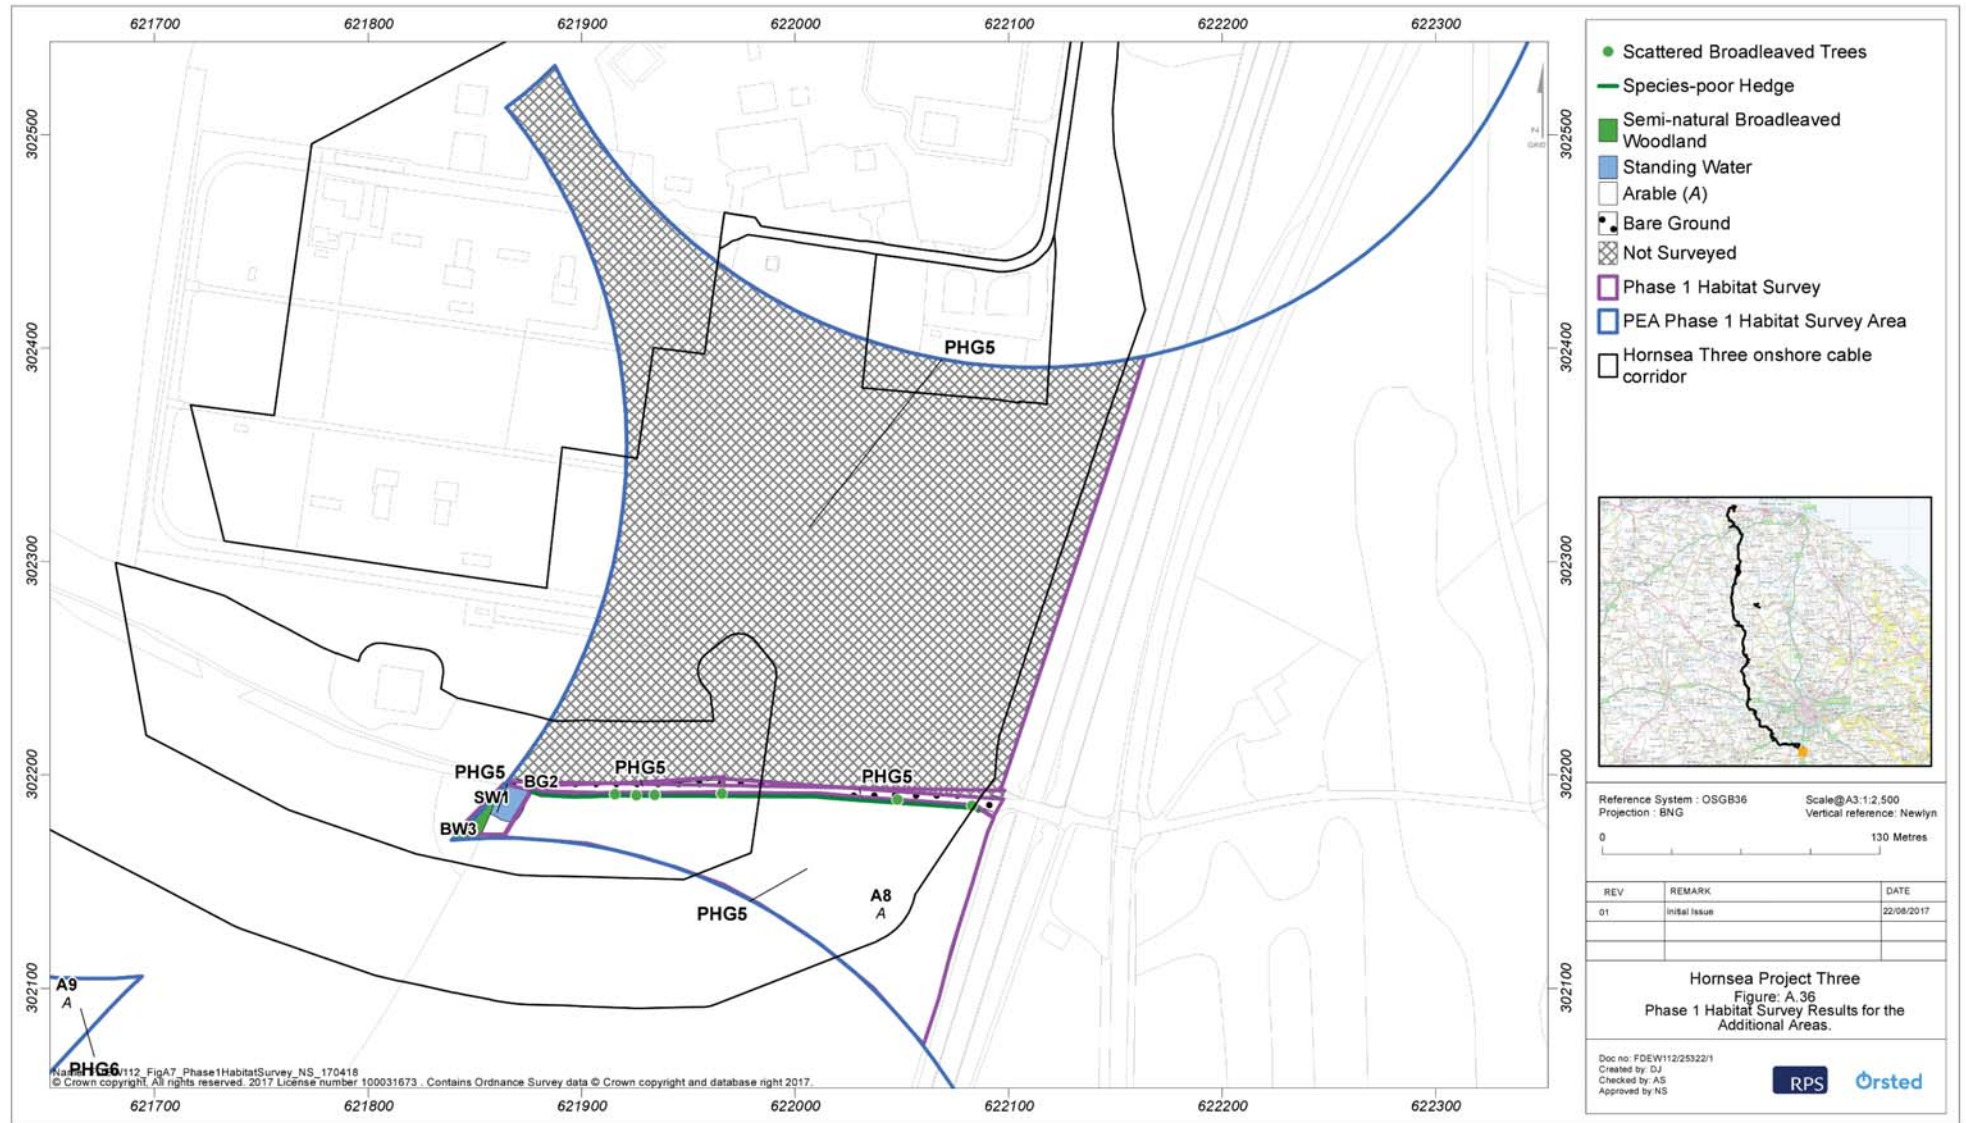 621700 621800 621900 622000 622100 622200 622300
302500
302400
302300
302200
302100
302500
302400
302300
302200
302100
N
GRID
PHG5
PHG5
BG2
PHG5
PHG5
SW1
BW3
PHG5
A8
A
A9
A
PHG6
112_FigA7_Phase1HabitatSurvey_NS_170418
© Crown copyright, All rights reserved. 2017 License number 100031673 . Contains Ordnance Survey data © Crown copyright and database right 2017.
621700 621800 621900 622000 622100 622200 622300
Scattered Broadleaved Trees
Species-poor Hedge
Semi-natural Broadleaved
Woodland
Standing Water
Arable (A)
Bare Ground
Not Surveyed
Phase 1 Habitat Survey
PEA Phase 1 Habitat Survey Area
Hornsea Three onshore cable
corridor
Reference System : OSGB36 Scale@A3:1:2,500
Projection : BNG Vertical reference: Newlyn
0 130 Metres
REV REMARK DATE
01 Initial Issue 22/08/2017
Hornsea Project Three
Figure: A.36
Phase 1 Habitat Survey Results for the
Additional Areas.
Doc no: FDEW112/25322/1
Created by: DJ
Checked by: AS
Approved by: NS
RPS
Ørsted